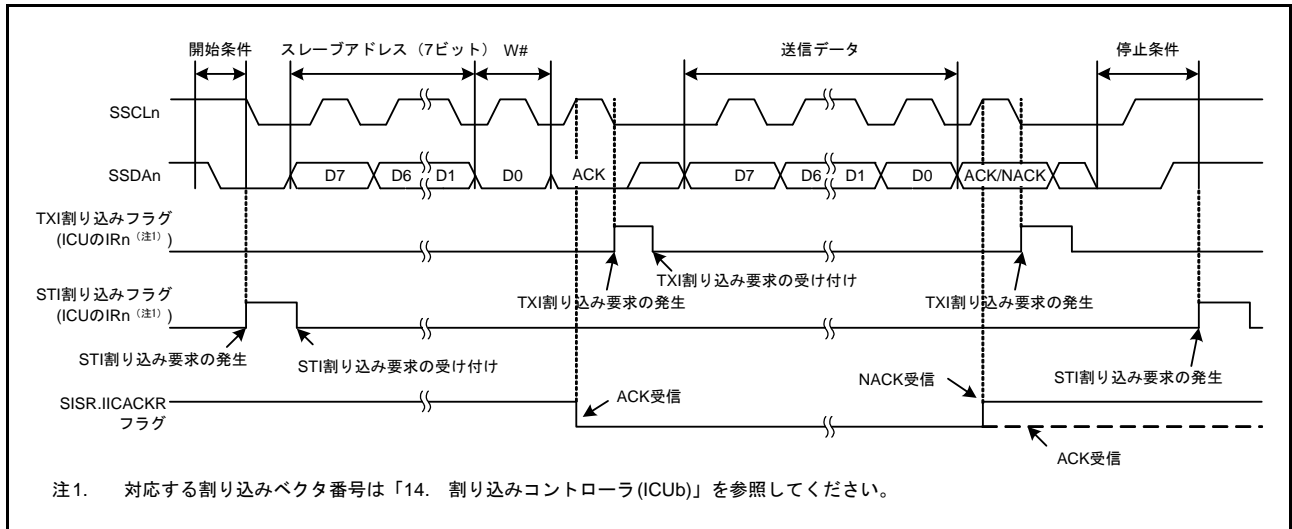 開始条件 スレーブアドレス（7ビット） W# 送信データ 停止条件
SSCLn
SSDAn D7 D6 D1 D0 ACK D7 D6 D1 D0 ACK/NACK
TXI割り込みフラグ
(ICUのIRn（注1）)
TXI割り込み要求の受け付け
TXI割り込み要求の発生 TXI割り込み要求の発生
STI割り込みフラグ
(ICUのIRn（注1）)
STI割り込み要求の発生 STI割り込み要求の受け付け STI割り込み要求の発生
SISR.IICACKR
フラグ
ACK受信 NACK受信
ACK受信
注1. 対応する割り込みベクタ番号は「14. 割り込みコントローラ(ICUb)」を参照してください。